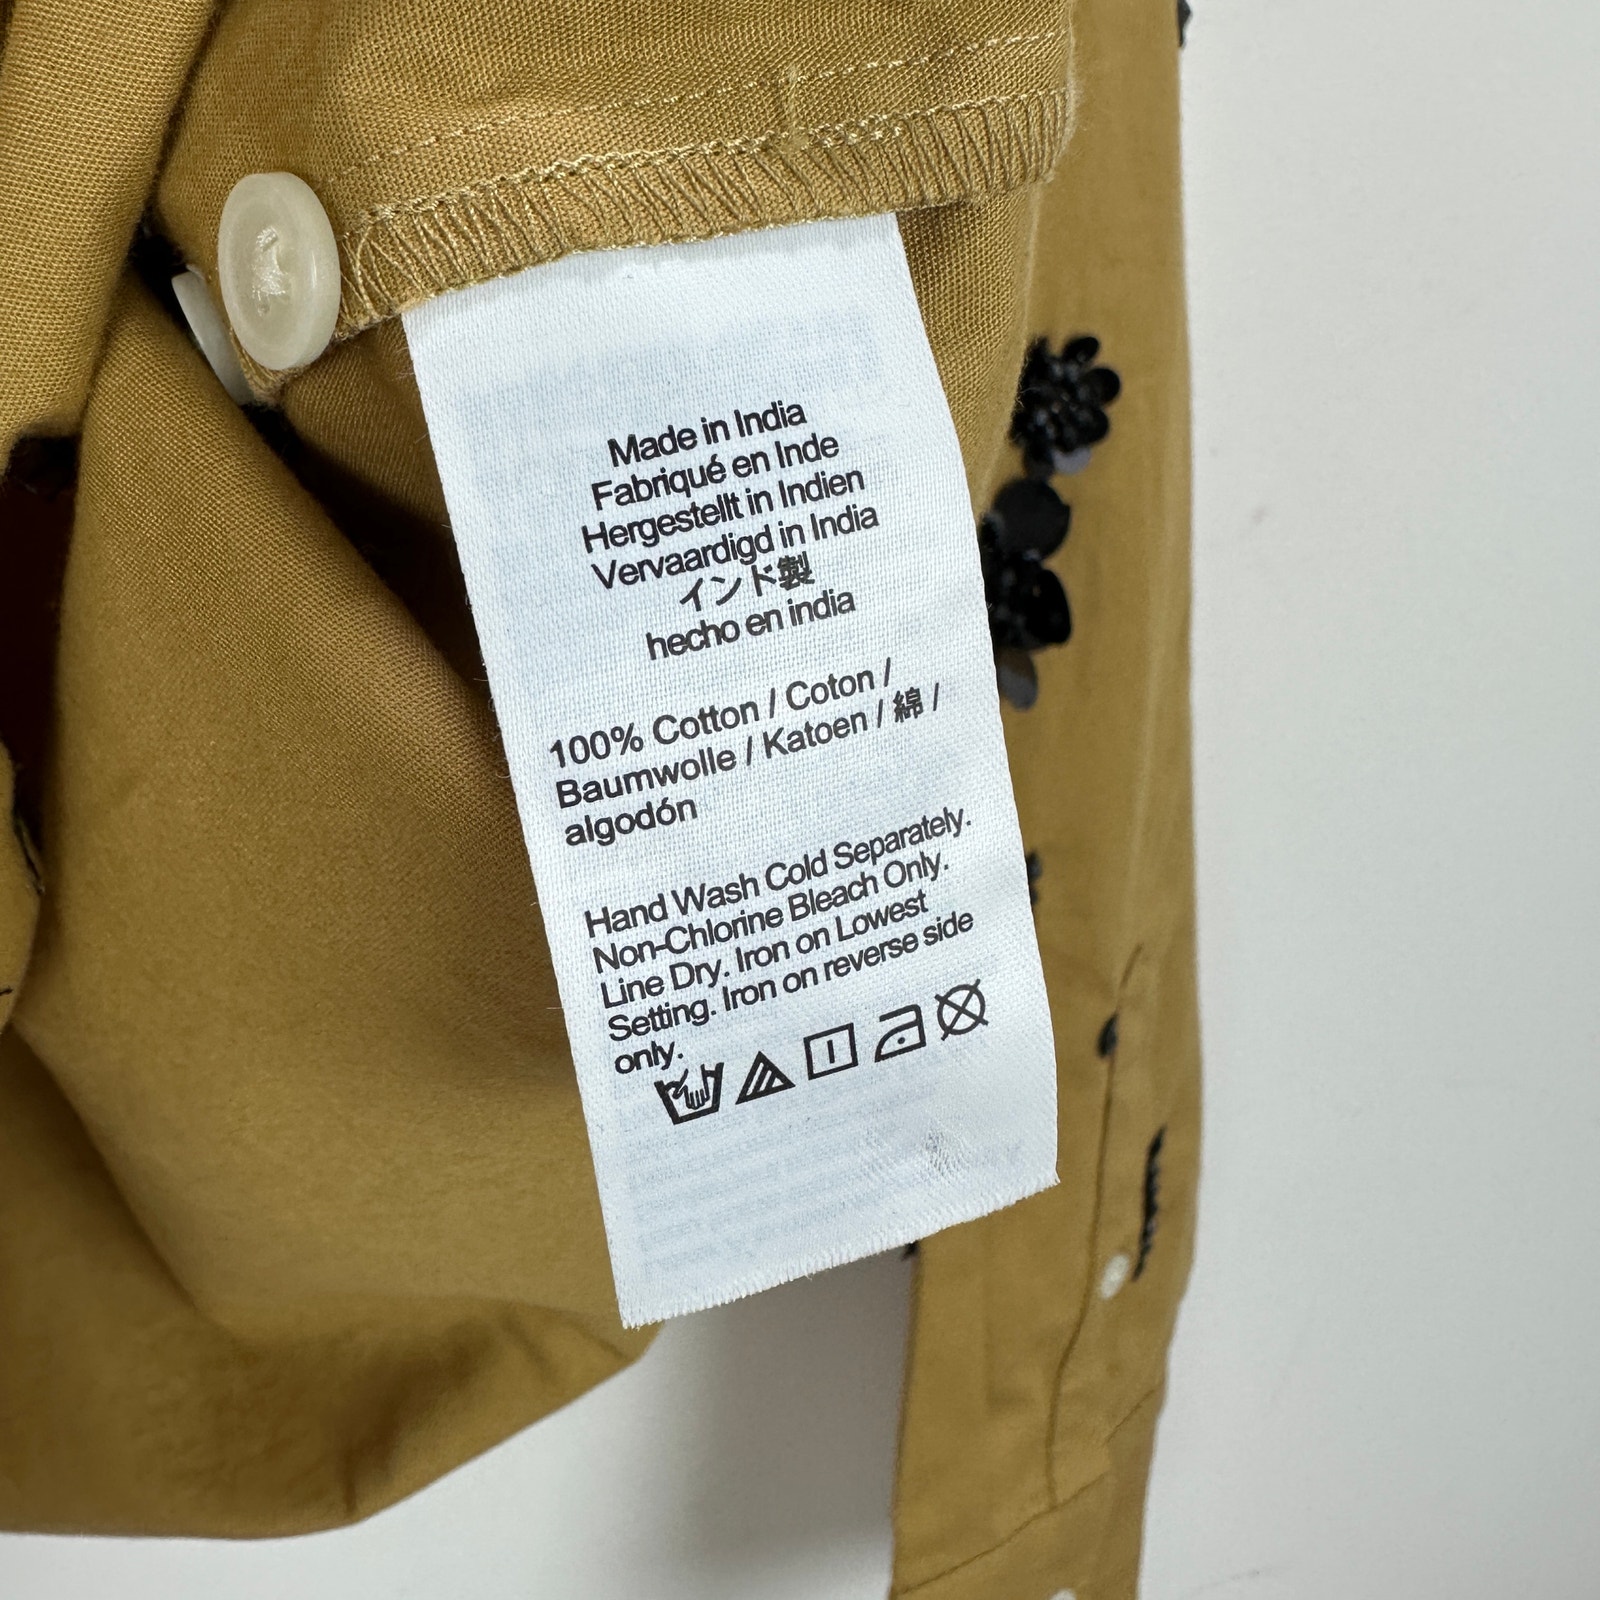 Made in India
Fabriqué en Inde
Hergestellt in Indien
Vervaardigd in India
インド製
hecho en india
100% Cotton / Coton /
Baumwolle / Katoen / 綿 /
algodón
Hand Wash Cold Separately.
Non-Chlorine Bleach Only.
Line Dry. Iron on Lowest
Setting. Iron on reverse side
only.